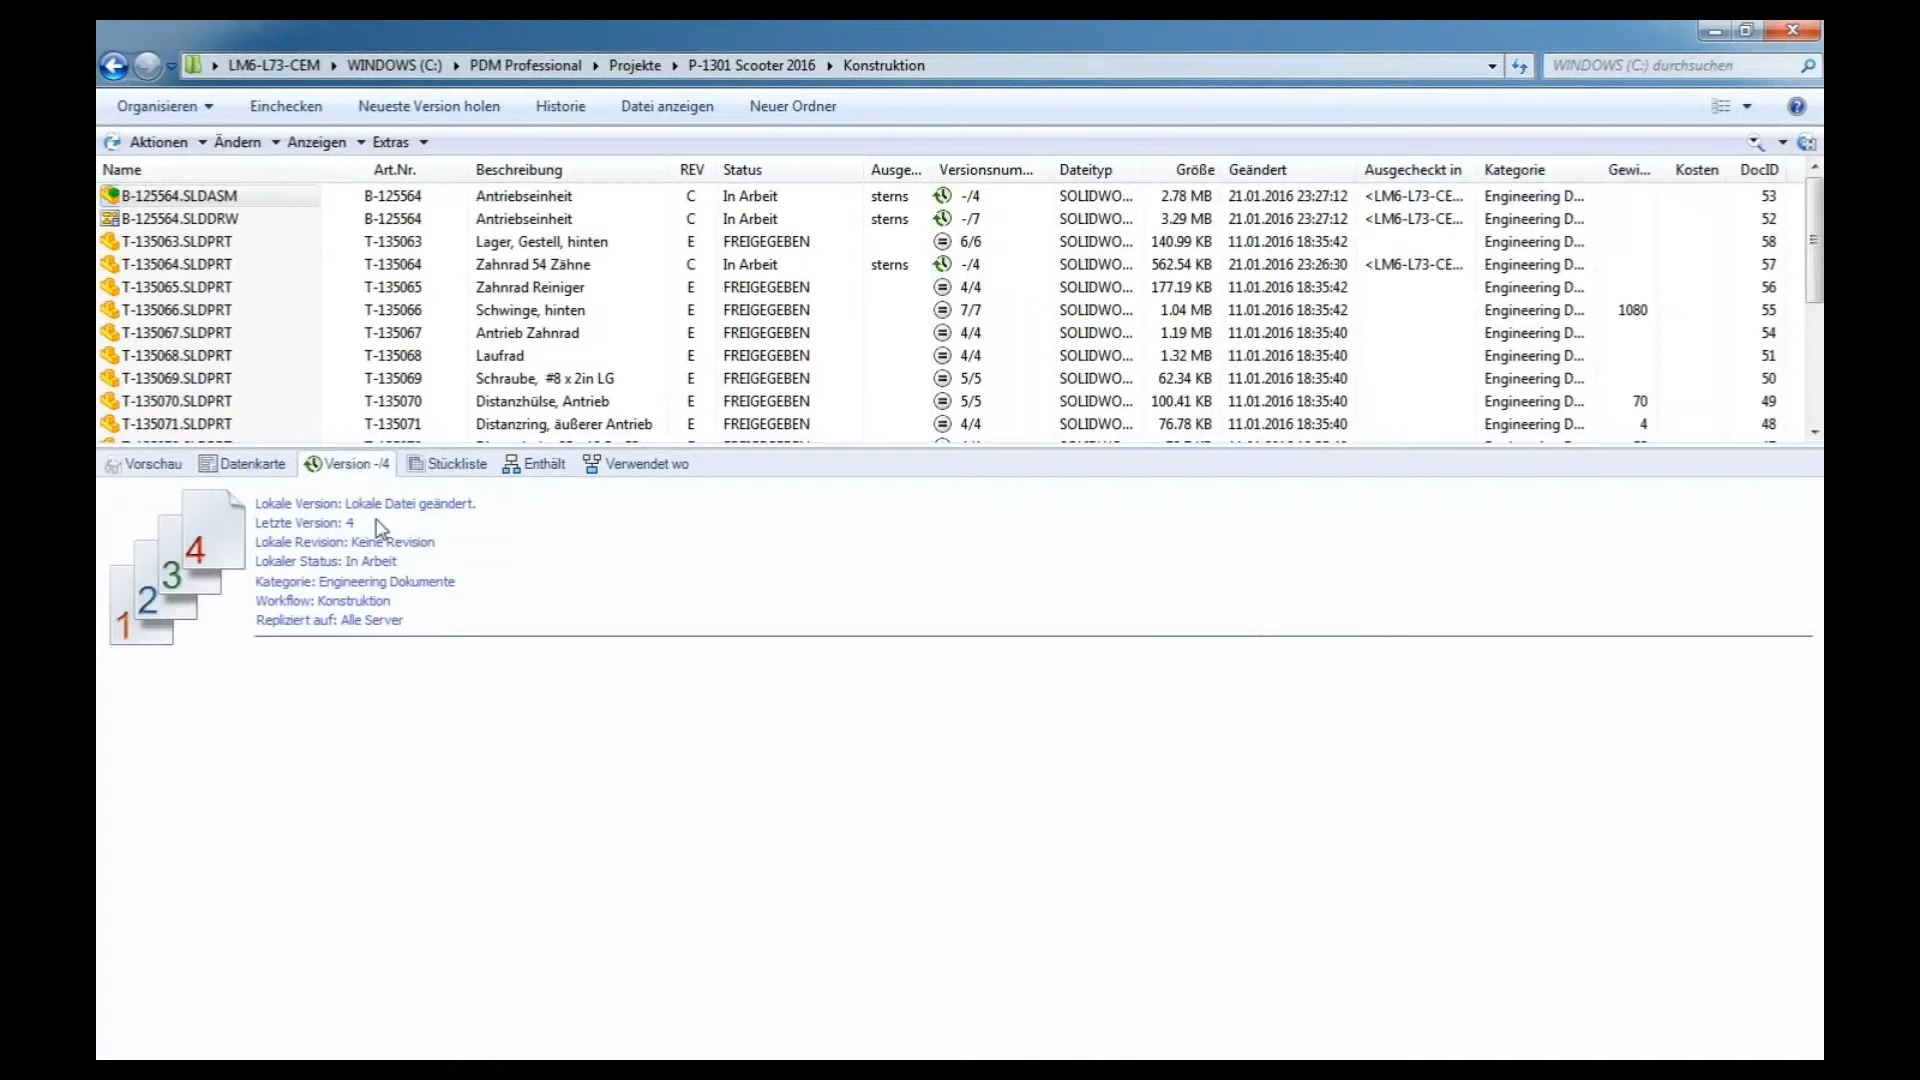 LM6-L73-CEM ▸ WINDOWS (C:) ▸ PDM Professional ▸ Projekte ▸ P-1301 Scooter 2016 ▸ Konstruktion
WINDOWS (C:) durchsuchen
Organisieren Einchecken Neueste Version holen Historie Datei anzeigen Neuer Ordner
Aktionen Ändern Anzeigen Extras
Name Art.Nr. Beschreibung REV Status Ausge... Versionsnum... Dateityp Größe Geändert Ausgecheckt in Kategorie Gewi... Kosten DocID
B-125564.SLDASM B-125564 Antriebseinheit C In Arbeit sterns -/4 SOLIDWO... 2.78 MB 21.01.2016 23:27:12 <LM6-L73-CE... Engineering D... 53
B-125564.SLDDRW B-125564 Antriebseinheit C In Arbeit sterns -/7 SOLIDWO... 3.29 MB 21.01.2016 23:27:12 <LM6-L73-CE... Engineering D... 52
T-135063.SLDPRT T-135063 Lager, Gestell, hinten E FREIGEGEBEN 6/6 SOLIDWO... 140.99 KB 11.01.2016 18:35:42 Engineering D... 58
T-135064.SLDPRT T-135064 Zahnrad 54 Zähne C In Arbeit sterns -/4 SOLIDWO... 562.54 KB 21.01.2016 23:26:30 <LM6-L73-CE... Engineering D... 57
T-135065.SLDPRT T-135065 Zahnrad Reiniger E FREIGEGEBEN 4/4 SOLIDWO... 177.19 KB 11.01.2016 18:35:42 Engineering D... 56
T-135066.SLDPRT T-135066 Schwinge, hinten E FREIGEGEBEN 7/7 SOLIDWO... 1.04 MB 11.01.2016 18:35:42 Engineering D... 1080 55
T-135067.SLDPRT T-135067 Antrieb Zahnrad E FREIGEGEBEN 4/4 SOLIDWO... 1.19 MB 11.01.2016 18:35:40 Engineering D... 54
T-135068.SLDPRT T-135068 Laufrad E FREIGEGEBEN 4/4 SOLIDWO... 1.32 MB 11.01.2016 18:35:40 Engineering D... 51
T-135069.SLDPRT T-135069 Schraube, #8 x 2in LG E FREIGEGEBEN 5/5 SOLIDWO... 62.34 KB 11.01.2016 18:35:40 Engineering D... 50
T-135070.SLDPRT T-135070 Distanzhülse, Antrieb E FREIGEGEBEN 5/5 SOLIDWO... 100.41 KB 11.01.2016 18:35:40 Engineering D... 70 49
T-135071.SLDPRT T-135071 Distanzring, äußerer Antrieb E FREIGEGEBEN 4/4 SOLIDWO... 76.78 KB 11.01.2016 18:35:40 Engineering D... 4 48
Vorschau Datenkarte Version -/4 Stückliste Enthält Verwendet wo
1 2 3 4
Lokale Version: Lokale Datei geändert.
Letzte Version: 4
Lokale Revision: Keine Revision
Lokaler Status: In Arbeit
Kategorie: Engineering Dokumente
Workflow: Konstruktion
Repliziert auf: Alle Server